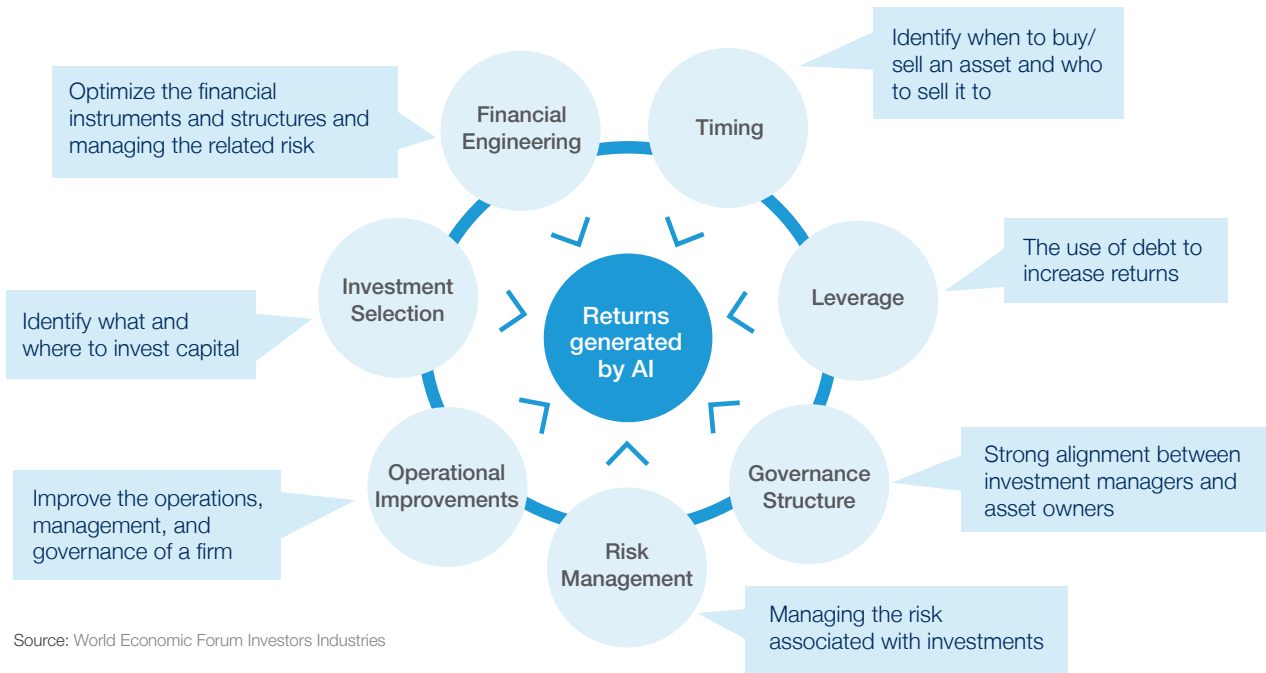 Optimize the financial
instruments and structures and
managing the related risk
Financial
Engineering
Timing
Identify when to buy/
sell an asset and who
to sell it to
Investment
Selection
Identify what and
where to invest capital
Returns
generated
by AI
Leverage
The use of debt to
increase returns
Operational
Improvements
Improve the operations,
management, and
governance of a firm
Governance
Structure
Strong alignment between
investment managers and
asset owners
Risk
Management
Managing the risk
associated with investments
Source: World Economic Forum Investors Industries